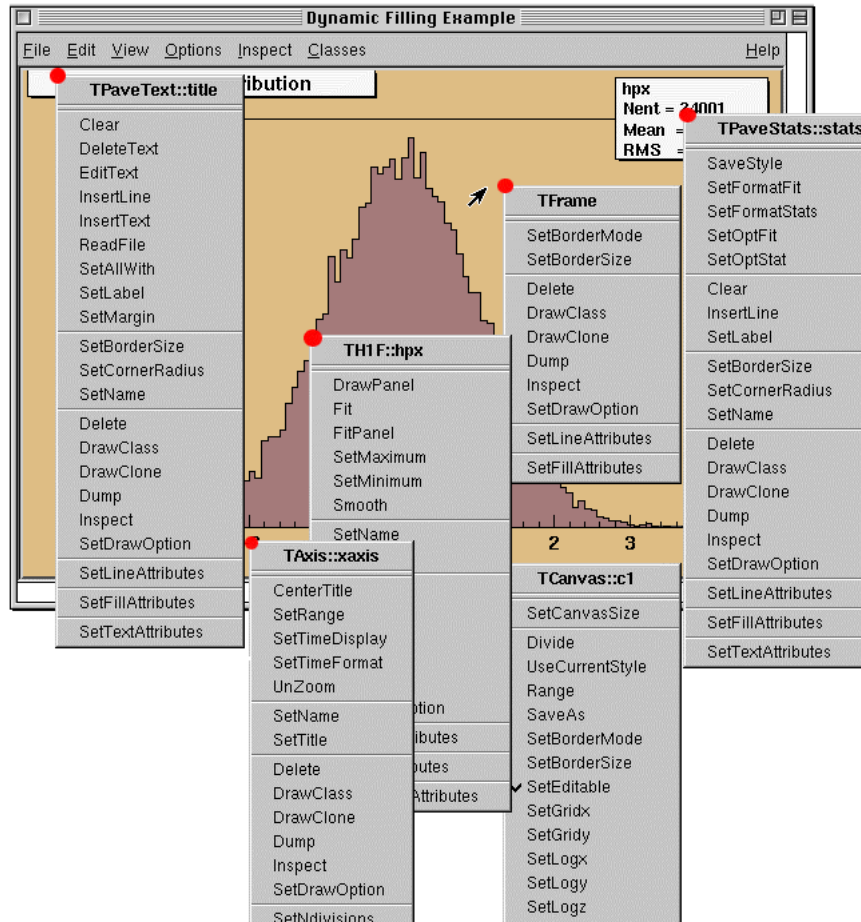 Dynamic Filling Example
File Edit View Options Inspect Classes Help
TPaveText::title
Clear
DeleteText
EditText
InsertLine
InsertText
ReadFile
SetAllWith
SetLabel
SetMargin
SetBorderSize
SetCornerRadius
SetName
Delete
DrawClass
DrawClone
Dump
Inspect
SetDrawOption
SetLineAttributes
SetFillAttributes
SetTextAttributes
ibution
hpx
Nent = 24001
Mean =
RMS =
TPaveStats::stats
SaveStyle
SetFormatFit
SetFormatStats
SetOptFit
SetOptStat
Clear
InsertLine
SetLabel
SetBorderSize
SetCornerRadius
SetName
Delete
DrawClass
DrawClone
Dump
Inspect
SetDrawOption
SetLineAttributes
SetFillAttributes
SetTextAttributes
TFrame
SetBorderMode
SetBorderSize
Delete
DrawClass
DrawClone
Dump
Inspect
SetDrawOption
SetLineAttributes
SetFillAttributes
TH1F::hpx
DrawPanel
Fit
FitPanel
SetMaximum
SetMinimum
Smooth
SetName
ption
ibutes
butes
Attributes
2 3
TAxis::xaxis
CenterTitle
SetRange
SetTimeDisplay
SetTimeFormat
UnZoom
SetName
SetTitle
Delete
DrawClass
DrawClone
Dump
Inspect
SetDrawOption
SetNdivisions
TCanvas::c1
SetCanvasSize
Divide
UseCurrentStyle
Range
SaveAs
SetBorderMode
SetBorderSize
SetEditable
SetGridx
SetGridy
SetLogx
SetLogy
SetLogz